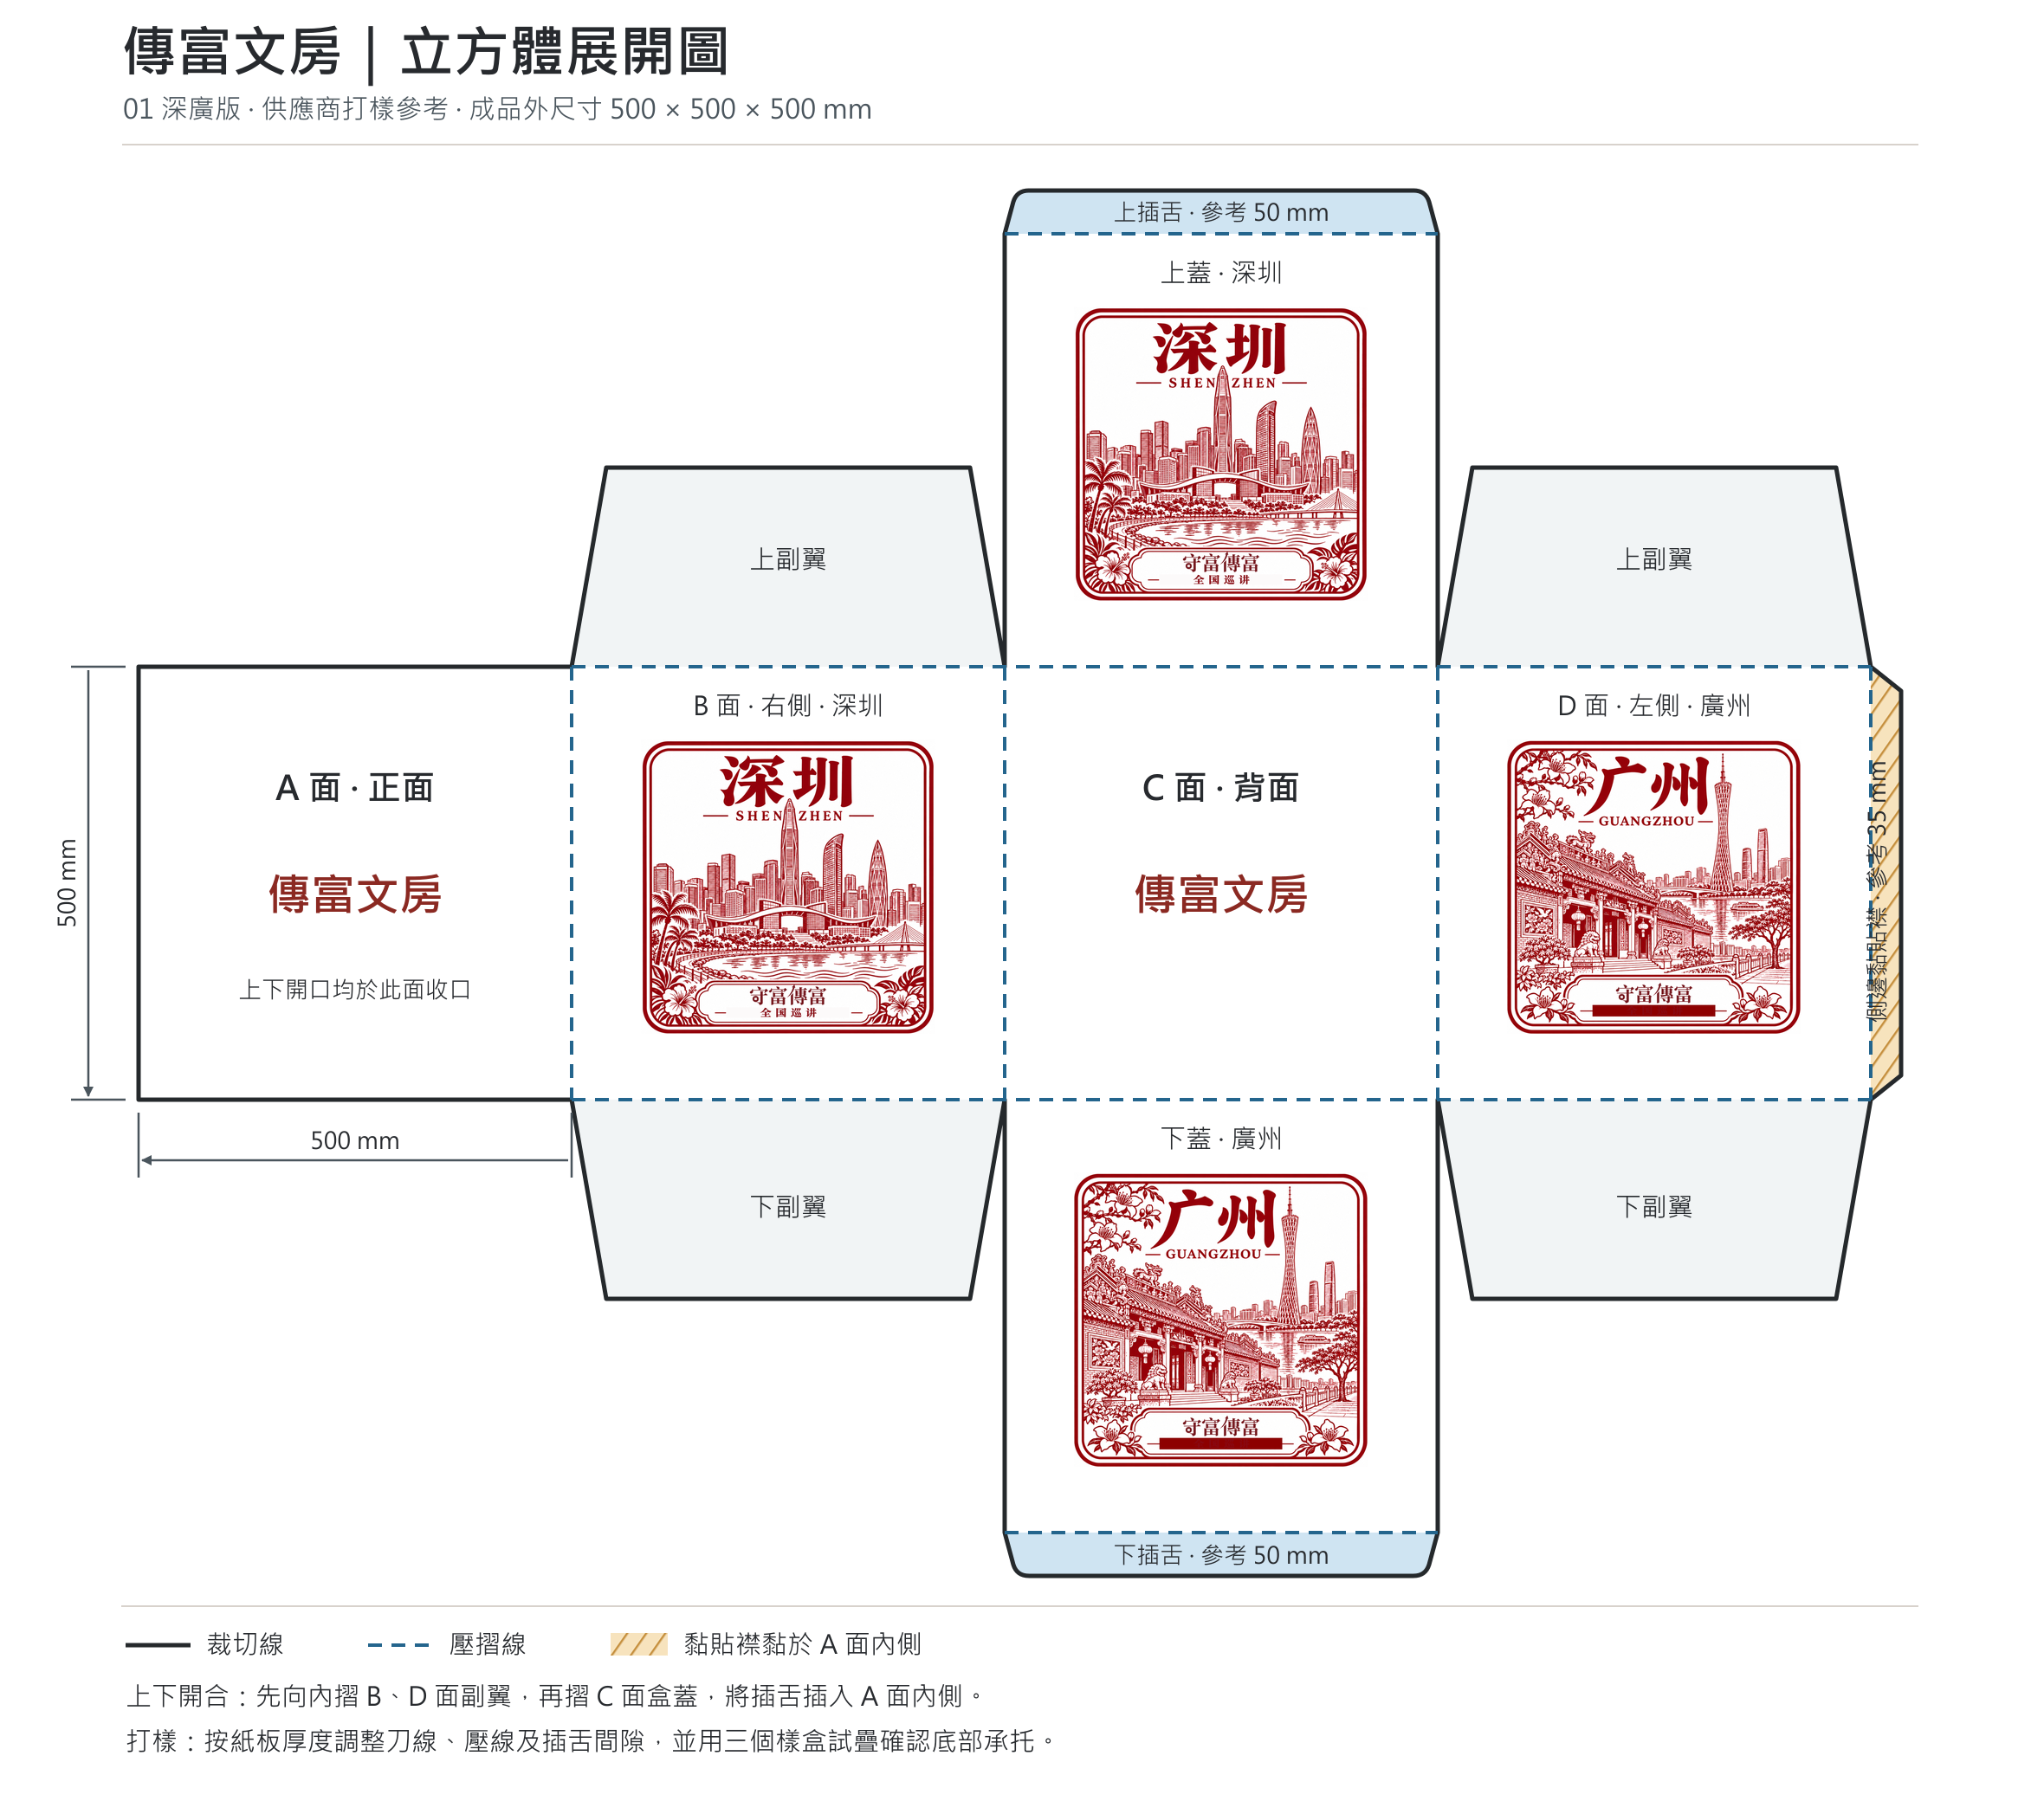 傳富文房｜立方體展開圖
01 深廣版 · 供應商打樣參考 · 成品外尺寸 500 × 500 × 500 mm
上插舌 · 參考 50 mm
上蓋 · 深圳
深圳
SHENZHEN
守富傳富
全国巡讲
上副翼
上副翼
500 mm
A 面 · 正面
傳富文房
上下開口均於此面收口
B 面 · 右側 · 深圳
深圳
SHENZHEN
守富傳富
全国巡讲
C 面 · 背面
傳富文房
D 面 · 左側 · 廣州
广州
GUANGZHOU
守富傳富
側邊黏貼襟 · 參考 35 mm
500 mm
下副翼
下蓋 · 廣州
广州
GUANGZHOU
守富傳富
下副翼
下插舌 · 參考 50 mm
裁切線
壓摺線
黏貼襟黏於 A 面內側
上下開合：先向內摺 B、D 面副翼，再摺 C 面盒蓋，將插舌插入 A 面內側。
打樣：按紙板厚度調整刀線、壓線及插舌間隙，並用三個樣盒試疊確認底部承托。